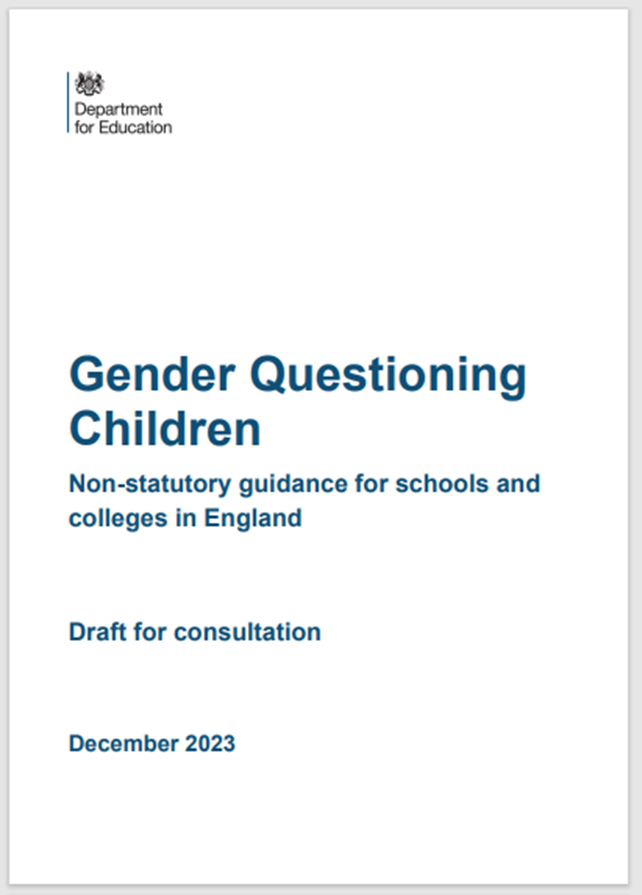 Department
for Education
Gender Questioning
Children
Non-statutory guidance for schools and
colleges in England
Draft for consultation
December 2023